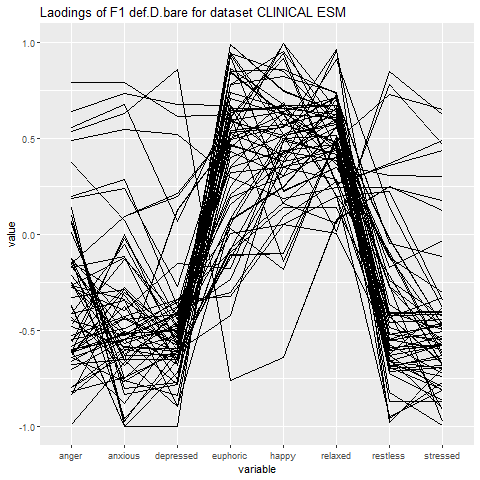 Laodings of F1 def.D.bare for dataset CLINICAL ESM
1.0
0.5
0.0
-0.5
-1.0
value
anger anxious depressed euphoric happy relaxed restless stressed
variable